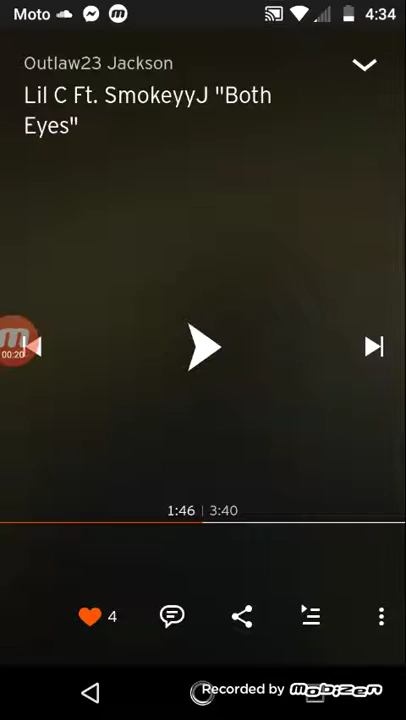 Moto 4:34
Outlaw23 Jackson
Lil C Ft. SmokeyyJ "Both
Eyes"
00:20
1:46 | 3:40
4
Recorded by mobizen